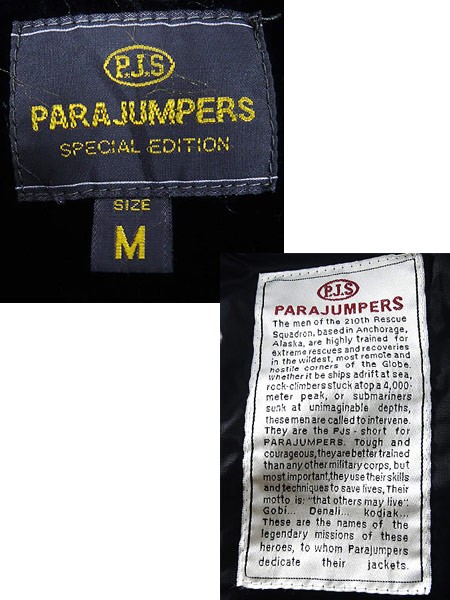 P.J.S
PARAJUMPERS
SPECIAL EDITION
SIZE
M
P.J.S
PARAJUMPERS
The men of the 210th Rescue
Squadron, based in Anchorage,
Alaska, are highly trained for
extreme rescues and recoveries
in the wildest, most remote and
hostile corners of the Globe.
whether it be ships adrift at sea,
rock-climbers stuck atop a 4,000-
meter peak, or submariners
sunk at unimaginable depths,
these men are called to intervene.
They are the PJs - short for
PARAJUMPERS. Tough and
courageous, they are better trained
than any other military corps, but
most important, they use their skills
and techniques to save lives. Their
motto is: "that others may live".
Gobi... Denali... kodiak...
These are the names of the
legendary missions of these
heroes, to whom Parajumpers
dedicate their jackets.